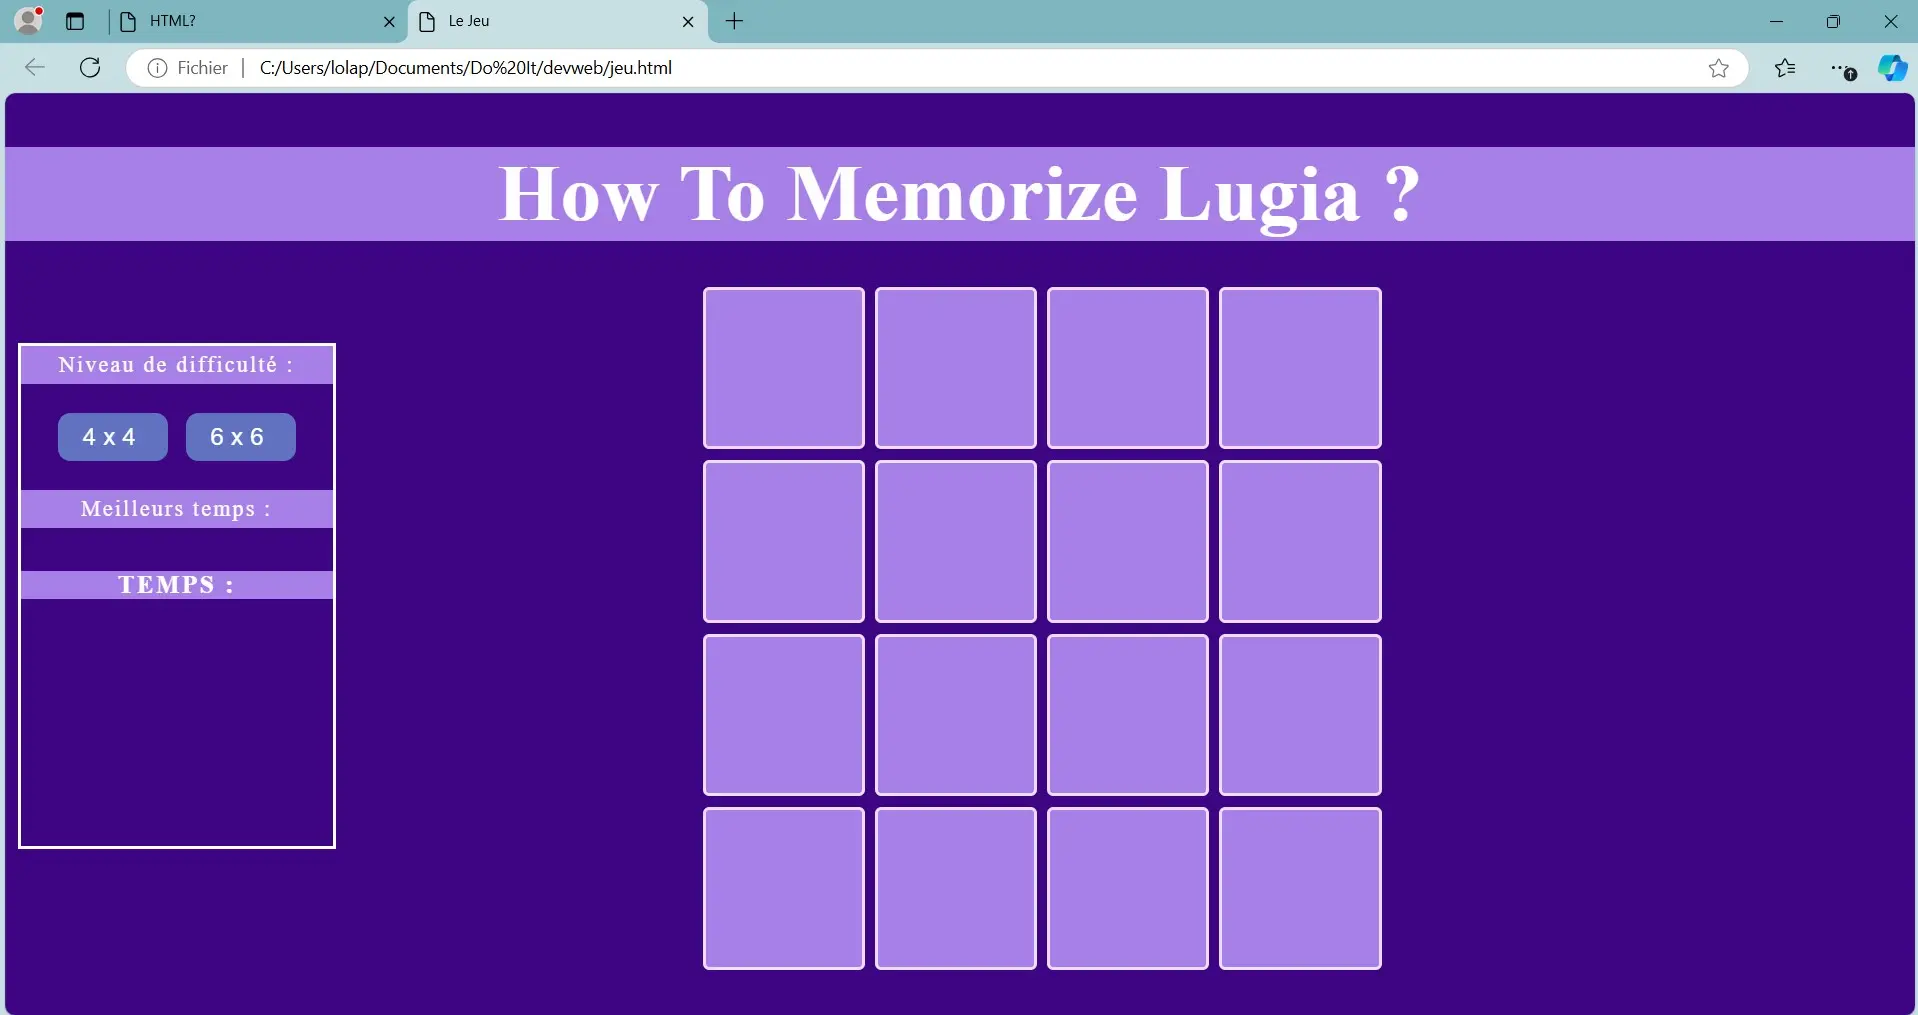 HTML?
Le Jeu
Fichier
C:/Users/lolap/Documents/Do%20It/devweb/jeu.html
How To Memorize Lugia ?
Niveau de difficulté :
4 x 4
6 x 6
Meilleurs temps :
TEMPS :